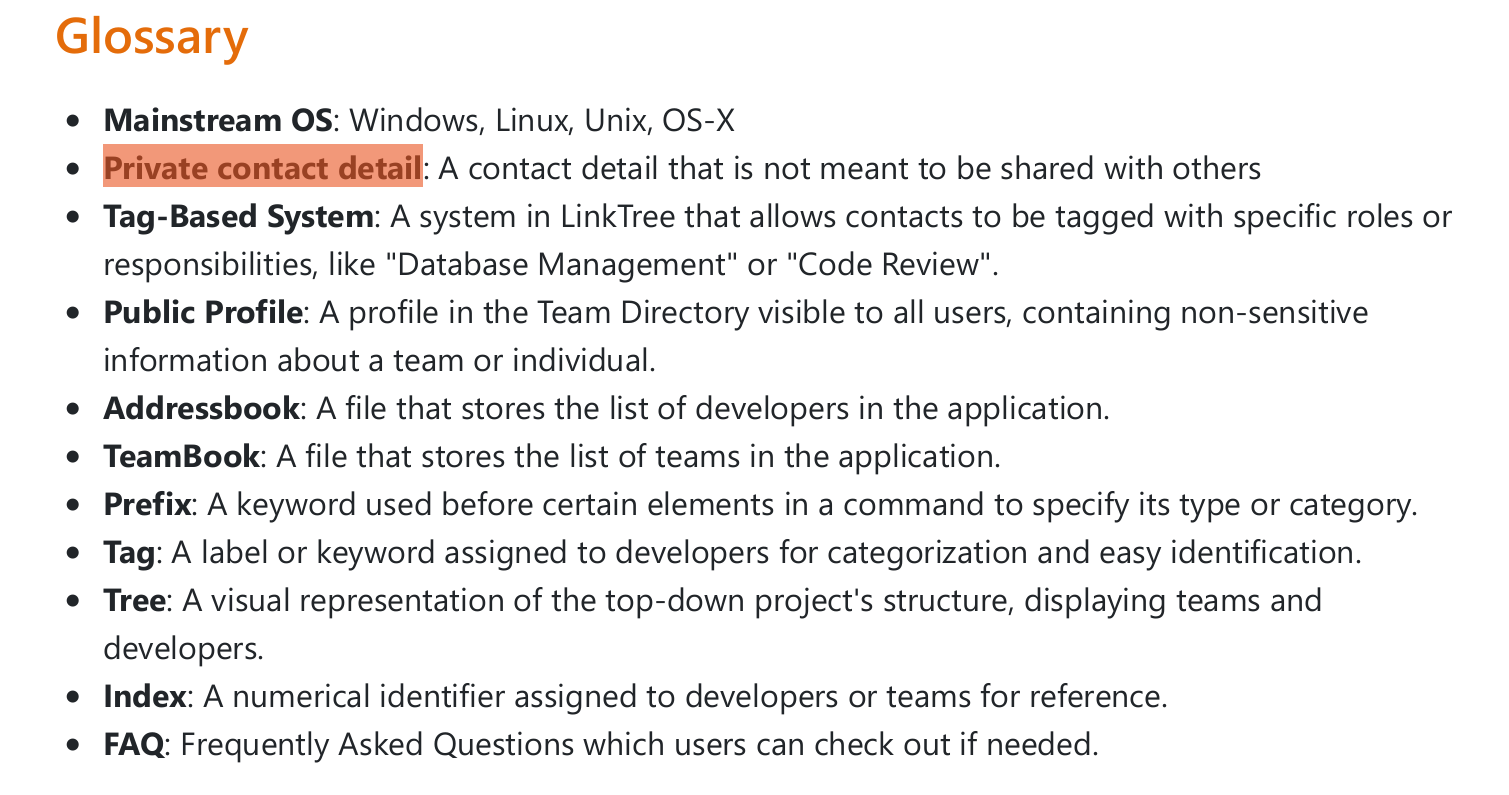 Glossary
Mainstream OS: Windows, Linux, Unix, OS-X
Private contact detail: A contact detail that is not meant to be shared with others
Tag-Based System: A system in LinkTree that allows contacts to be tagged with specific roles or
responsibilities, like "Database Management" or "Code Review".
Public Profile: A profile in the Team Directory visible to all users, containing non-sensitive
information about a team or individual.
Addressbook: A file that stores the list of developers in the application.
TeamBook: A file that stores the list of teams in the application.
Prefix: A keyword used before certain elements in a command to specify its type or category.
Tag: A label or keyword assigned to developers for categorization and easy identification.
Tree: A visual representation of the top-down project's structure, displaying teams and
developers.
Index: A numerical identifier assigned to developers or teams for reference.
FAQ: Frequently Asked Questions which users can check out if needed.